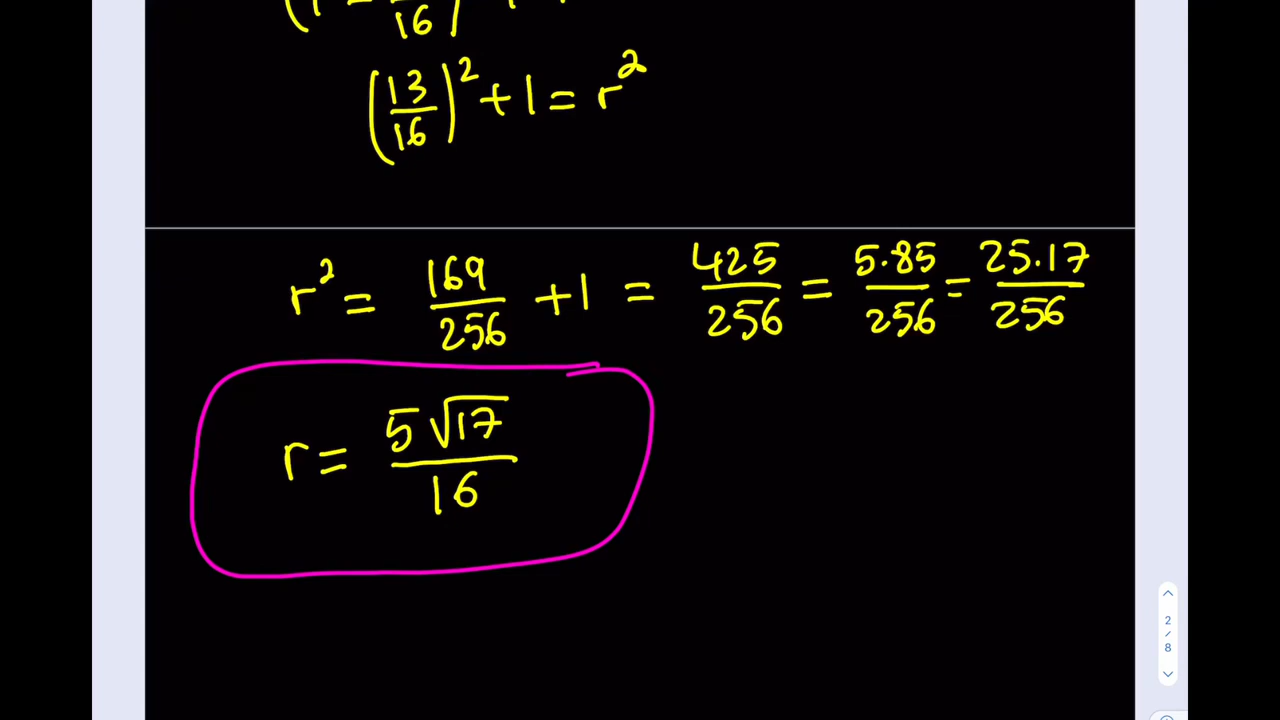 16
(13/16)² + 1 = r²
r² = 169/256 + 1 = 425/256 = 5·85/256 = 25·17/256
r = 5√17/16
2
/
8